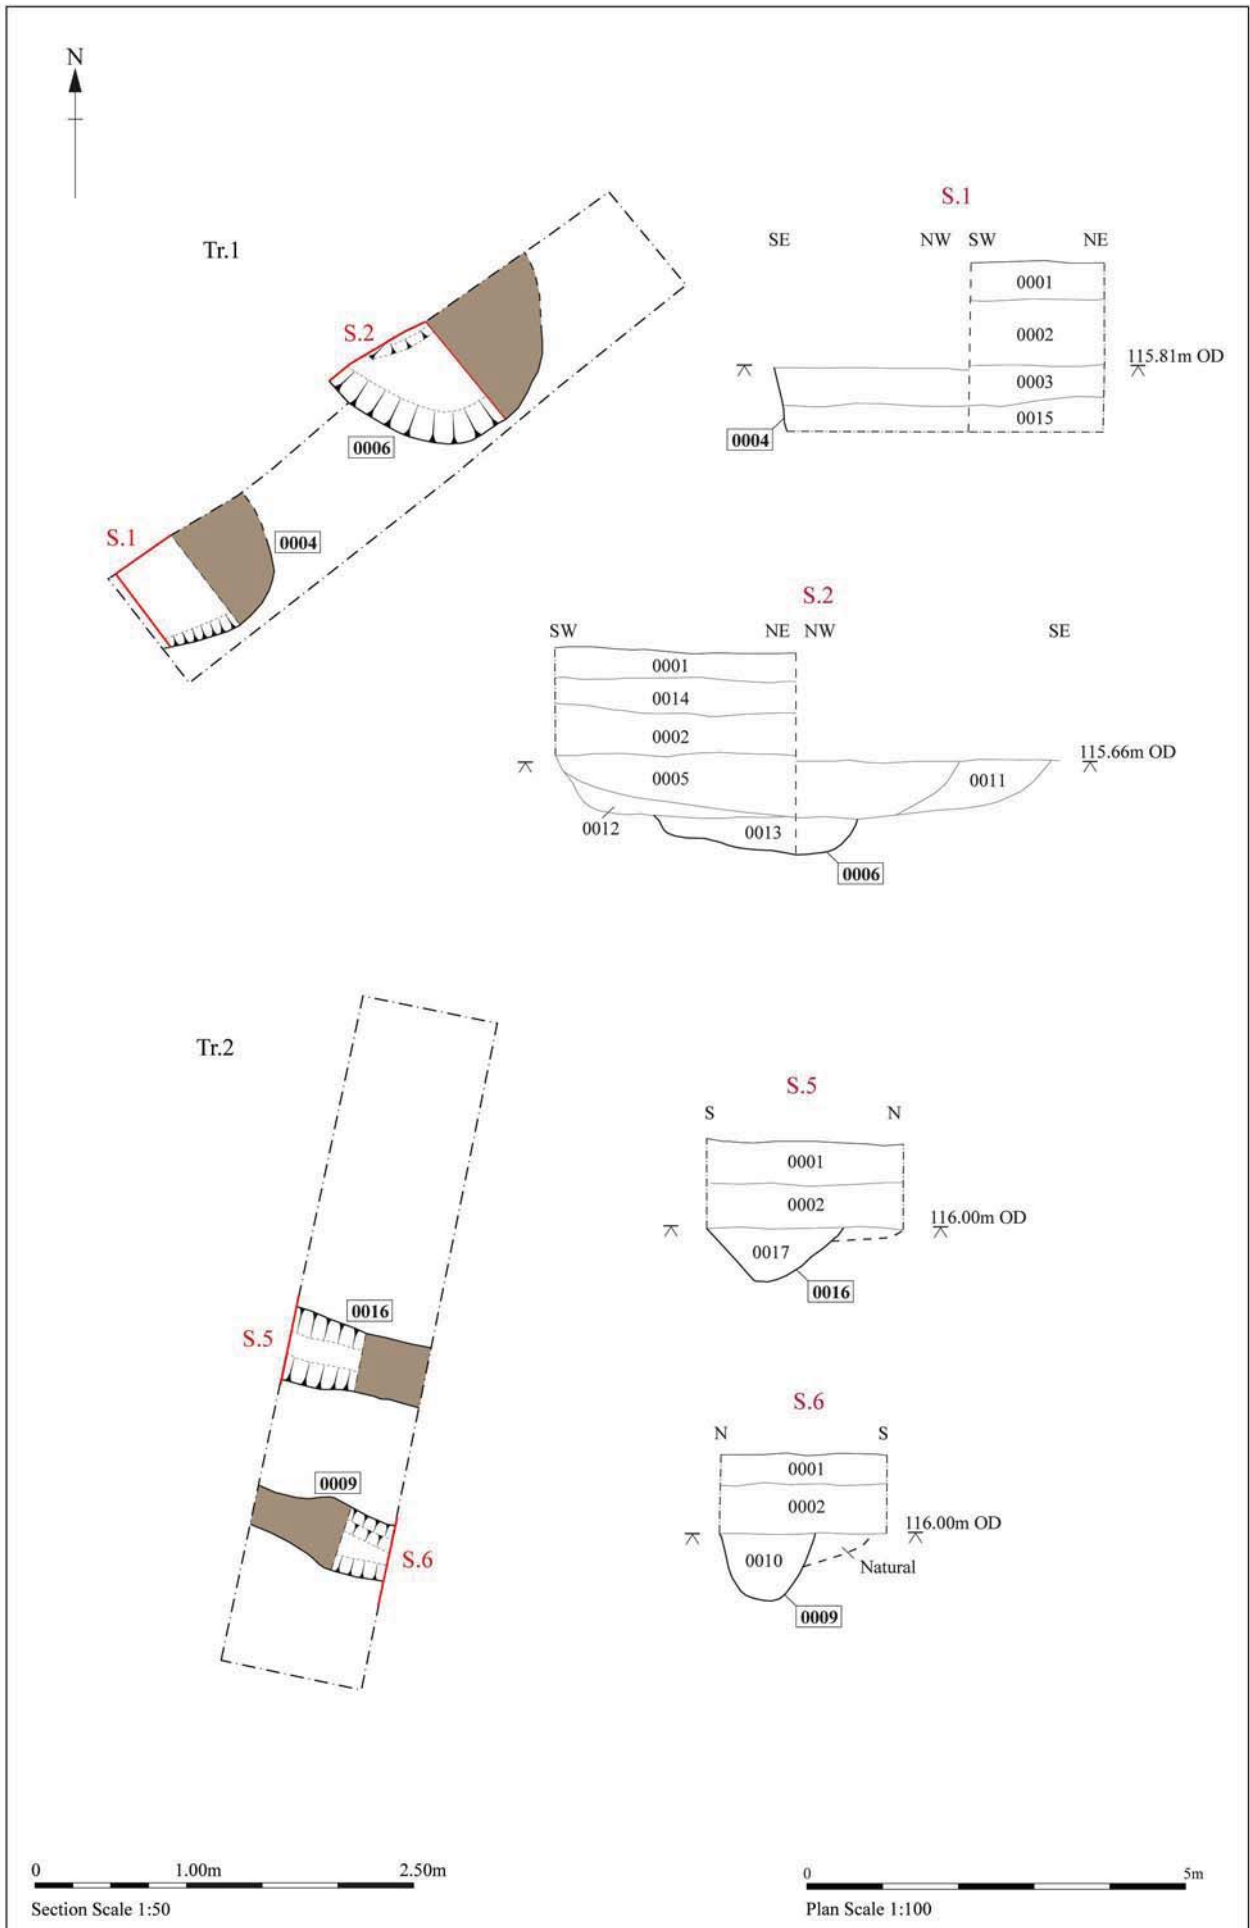 N
Tr.1
S.1
SE NW SW NE
0001
0002
115.81m OD
0003
0015
0004
S.2
0006
S.1
0004
S.2
SW NE NW SE
0001
0014
0002
115.66m OD
0005
0011
0012
0013
0006
Tr.2
S.5
S N
0001
0002
116.00m OD
0017
0016
0016
S.5
S.6
N S
0001
0002
116.00m OD
0010
Natural
0009
0009
S.6
0 1.00m 2.50m
Section Scale 1:50
0 5m
Plan Scale 1:100